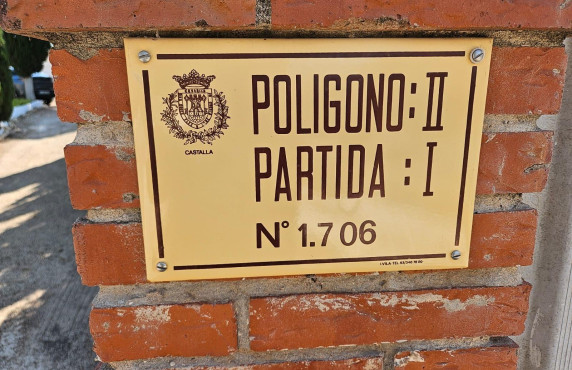 POLIGONO: II
PARTIDA : I
CASTALLA
Nº 1.706